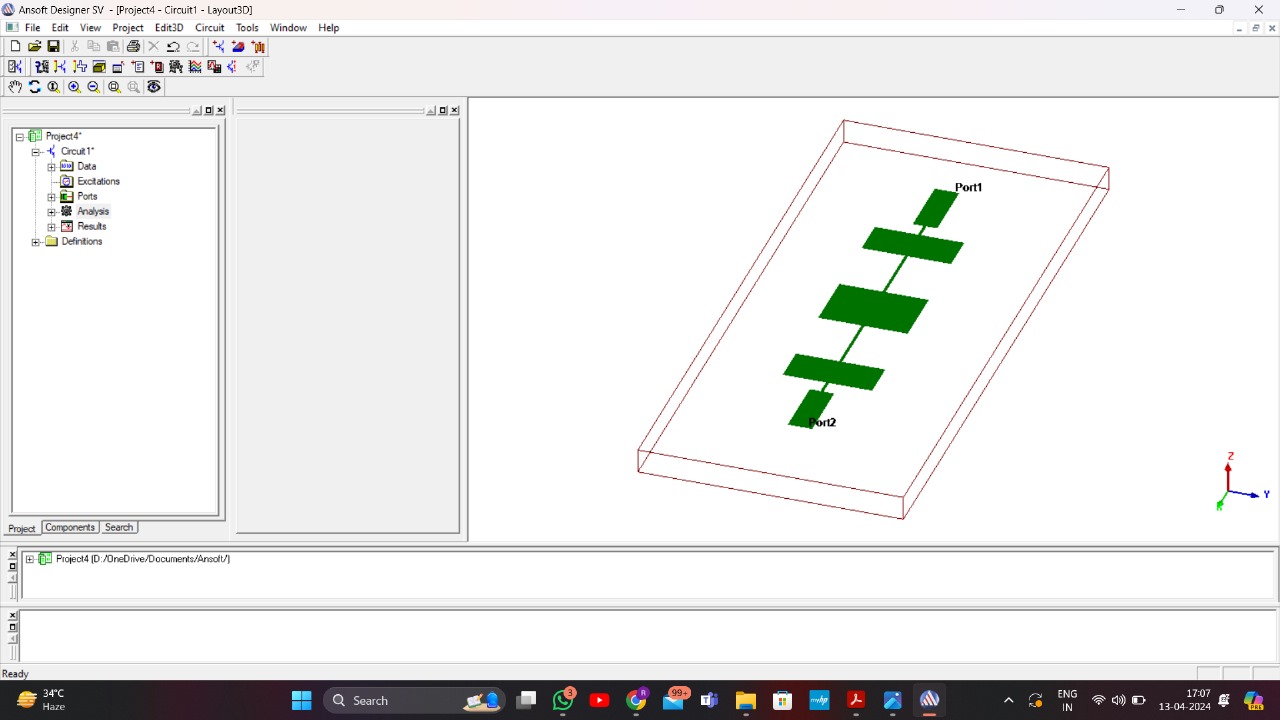 Ansoft Designer SV - [Project4 - Circuit1 - Layout3D]
File Edit View Project Edit3D Circuit Tools Window Help
Project4*
Circuit1*
Data
Excitations
Ports
Analysis
Results
Definitions
Project Components Search
Port1
Port2
Z
Y
Project4 (D:/OneDrive/Documents/Ansoft/)
Ready
34°C
Haze
Search
3
R
99+
ENG
IN
17:07
13-04-2024